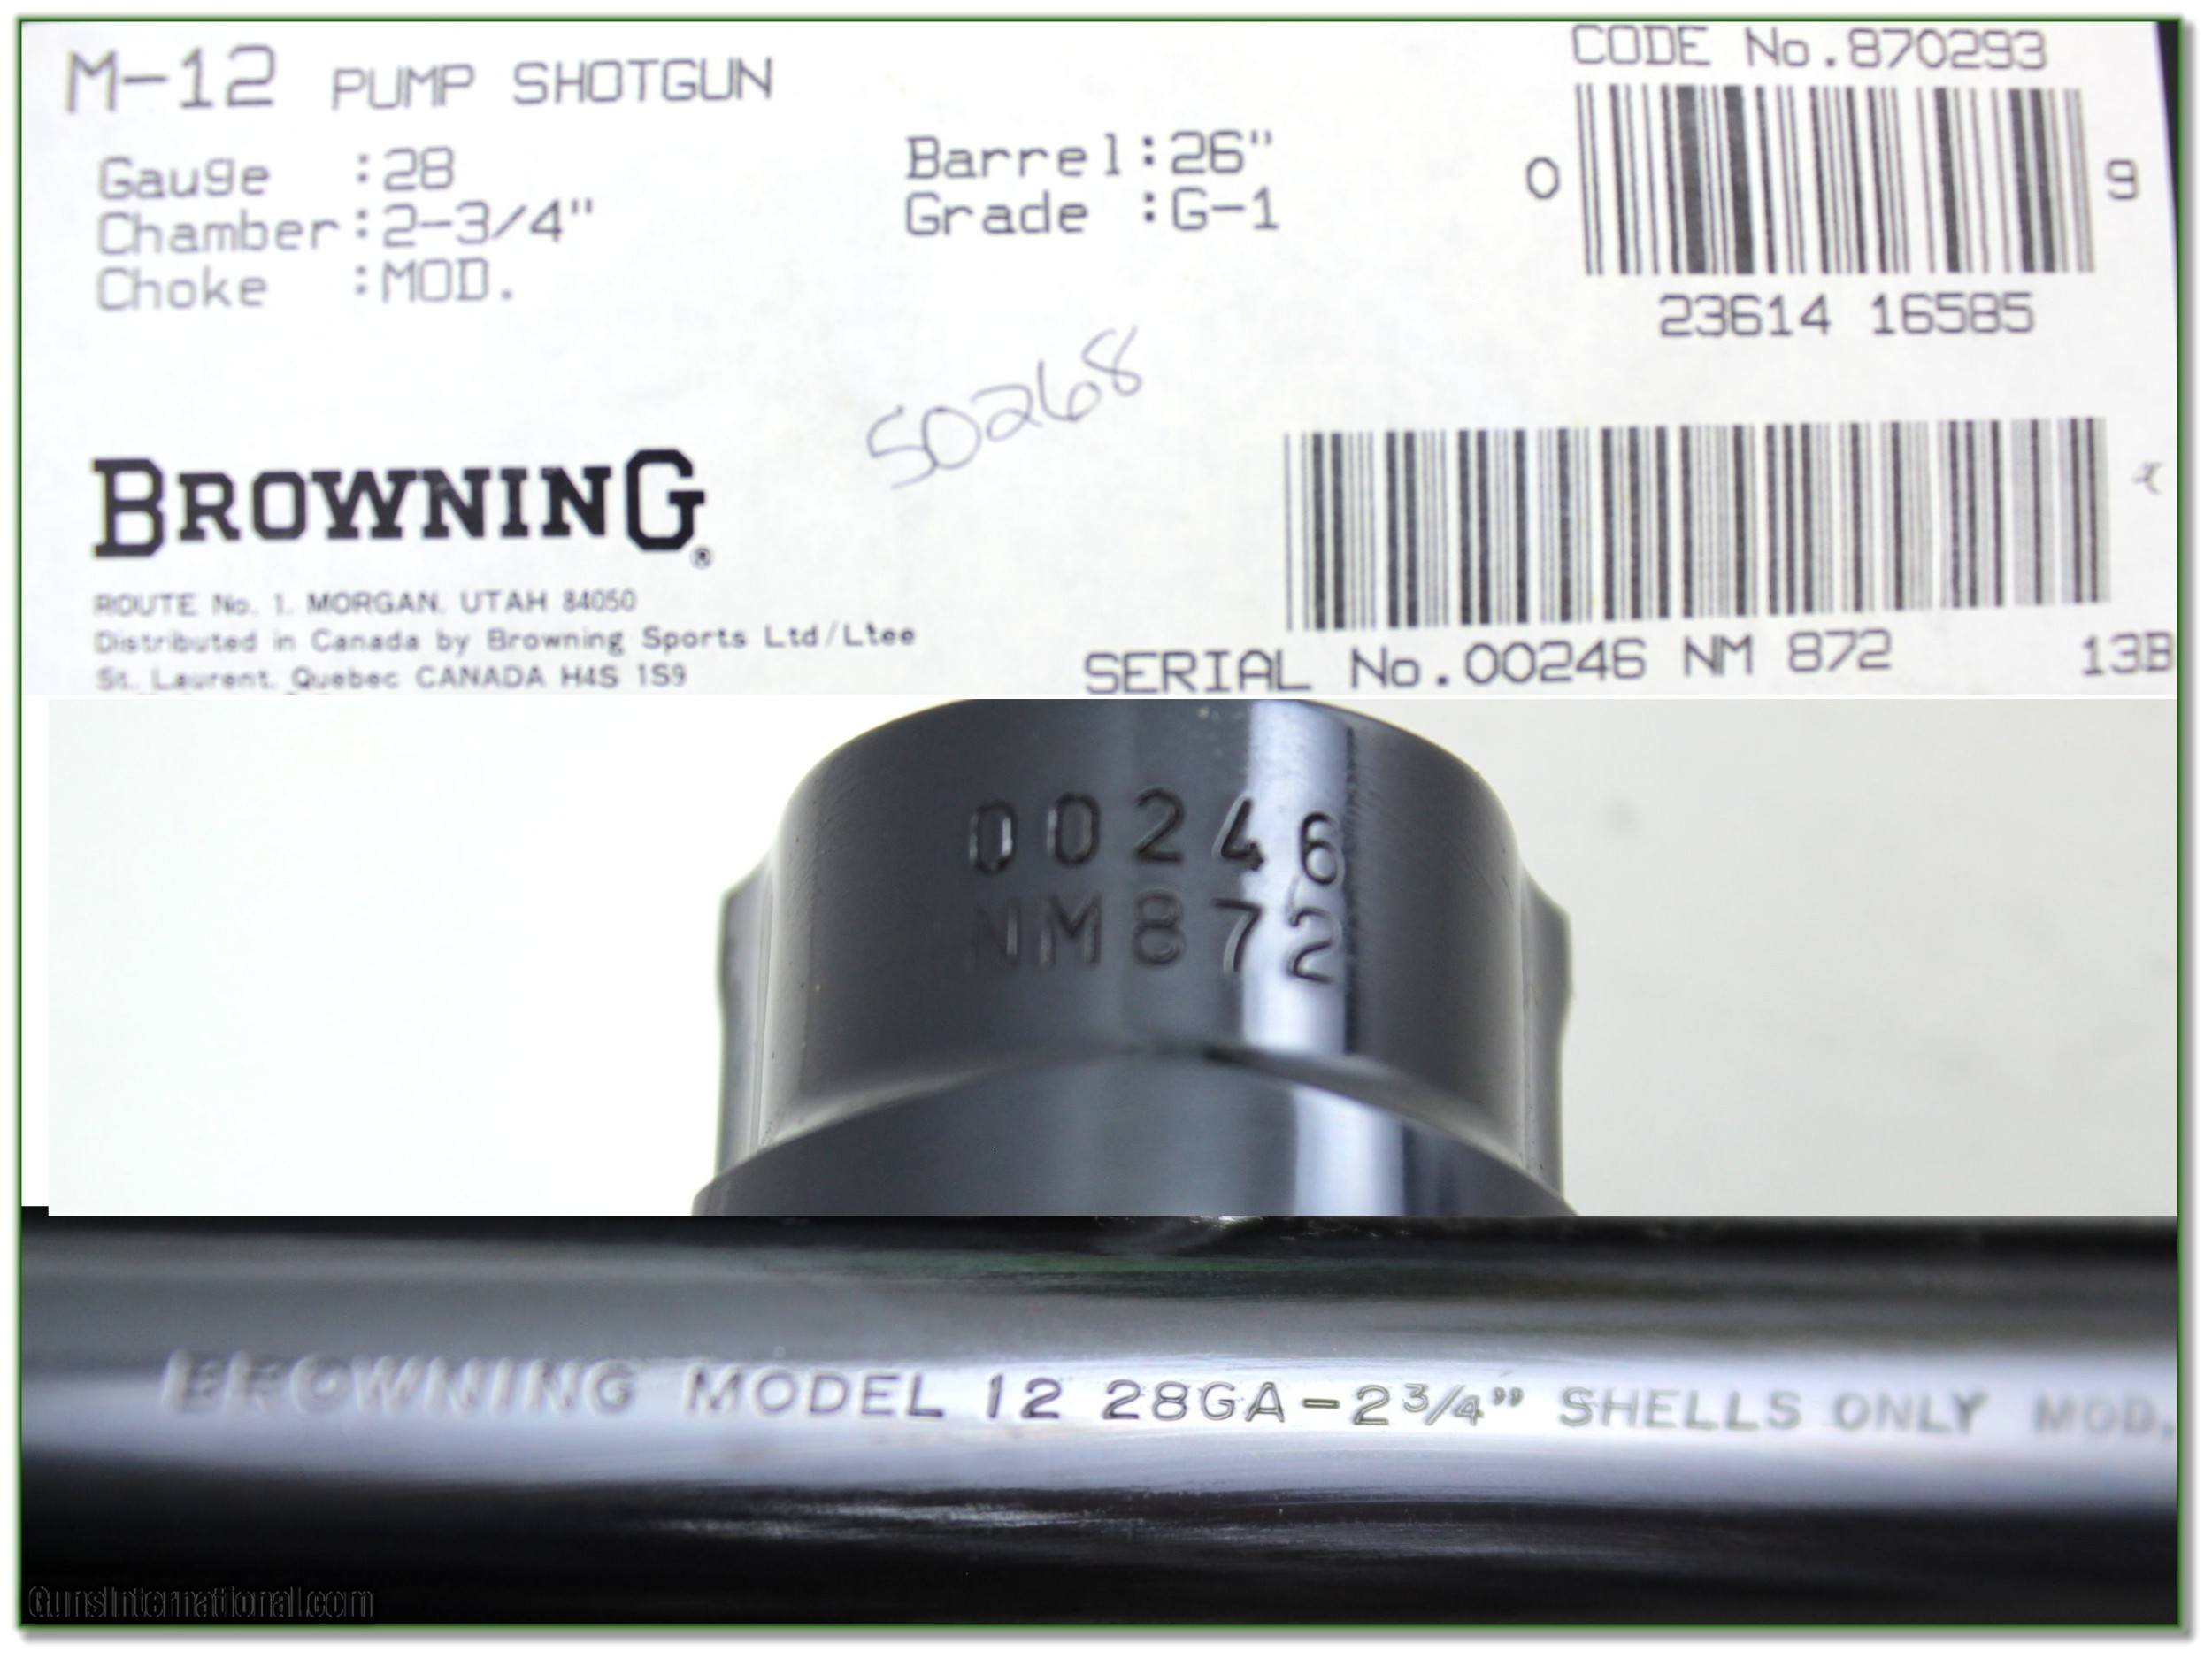 M-12 PUMP SHOTGUN
CODE No.870293
Gauge :28
Barrel:26"
Chamber:2-3/4"
Grade :G-1
Choke :MOD.
0 9
23614 16585
50268
BROWNING®
ROUTE No. 1. MORGAN. UTAH 84050
Distributed in Canada by Browning Sports Ltd/Ltee
St. Laurent. Quebec CANADA H4S 1S9
SERIAL No.00246 NM 872 13B
00246
NM872
BROWNING MODEL 12 28GA-2¾” SHELLS ONLY MOD.
GunsInternational.com